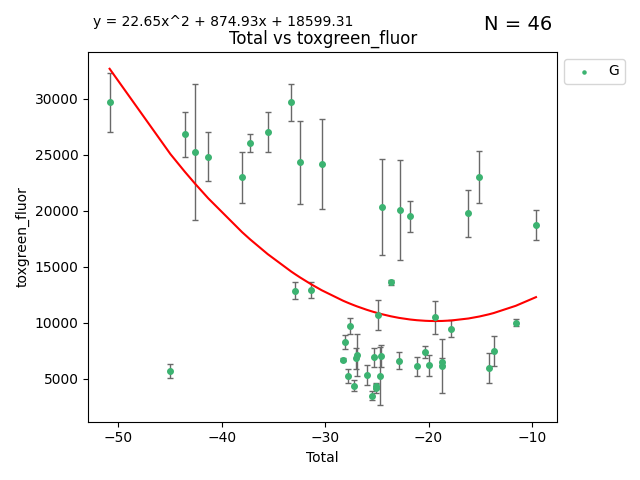 y = 22.65x^2 + 874.93x + 18599.31
N = 46
Total vs toxgreen_fluor
G
30000
25000
20000
15000
10000
5000
toxgreen_fluor
−50
−40
−30
−20
−10
Total